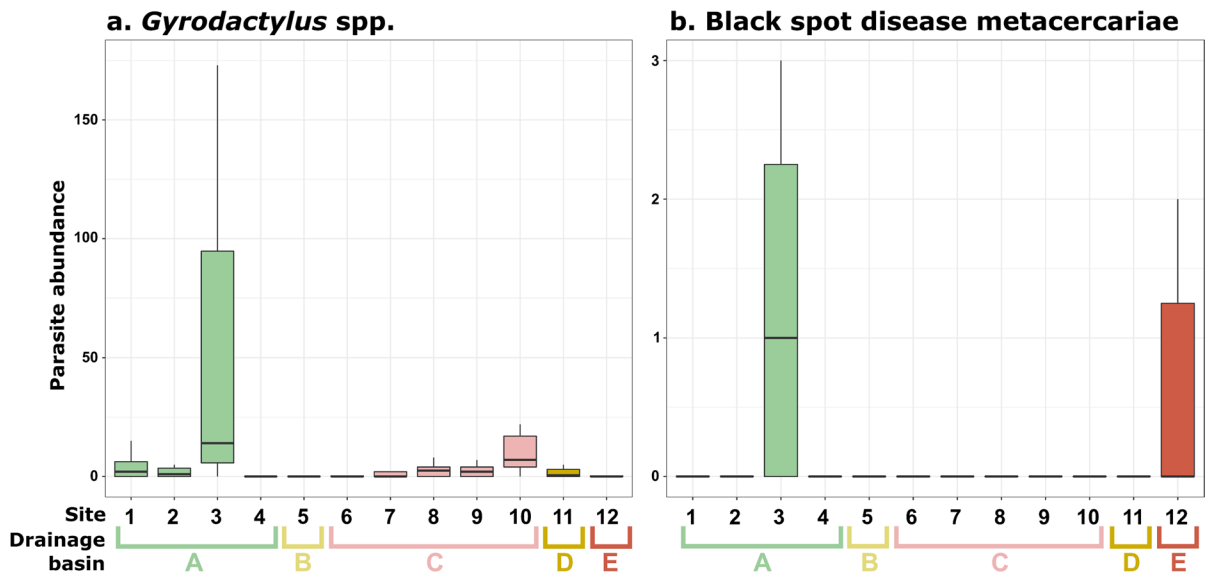 a. Gyrodactylus spp.
b. Black spot disease metacercariae
Parasite abundance
150
100
50
0
3
2
1
0
Site 1 2 3 4 5 6 7 8 9 10 11 12
1 2 3 4 5 6 7 8 9 10 11 12
Drainage
basin A B C D E
A B C D E